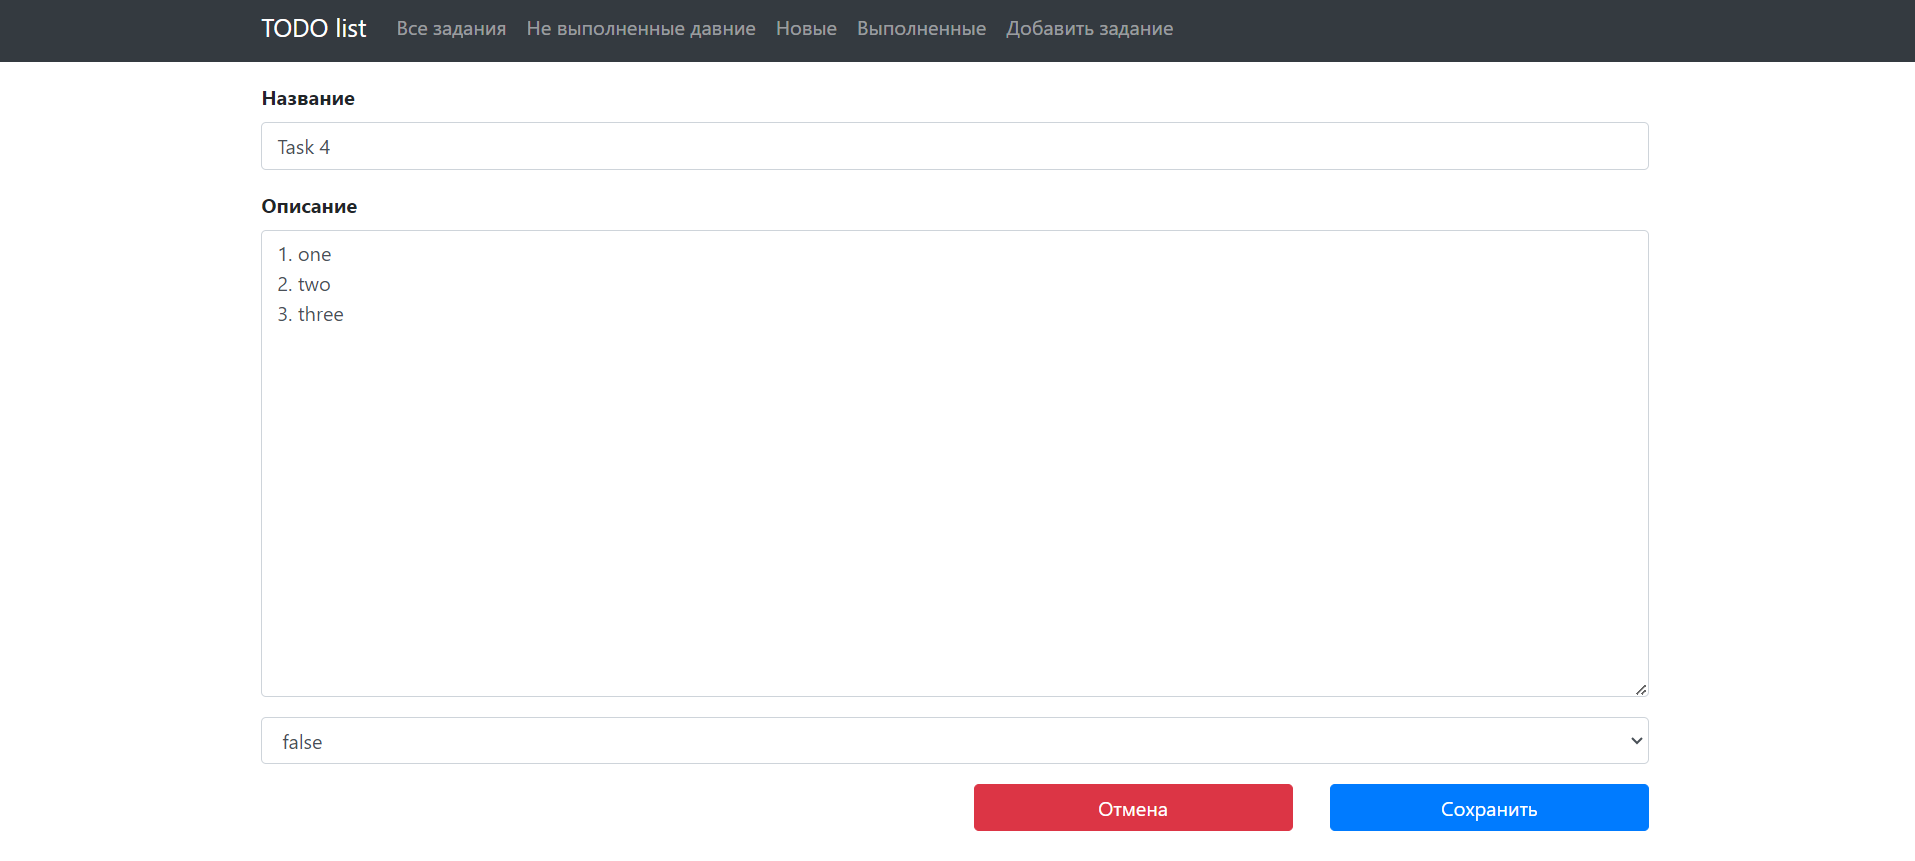 TODO list Все задания Не выполненные давние Новые Выполненные Добавить задание
Название
Task 4
Описание
1. one
2. two
3. three
false
Отмена Сохранить